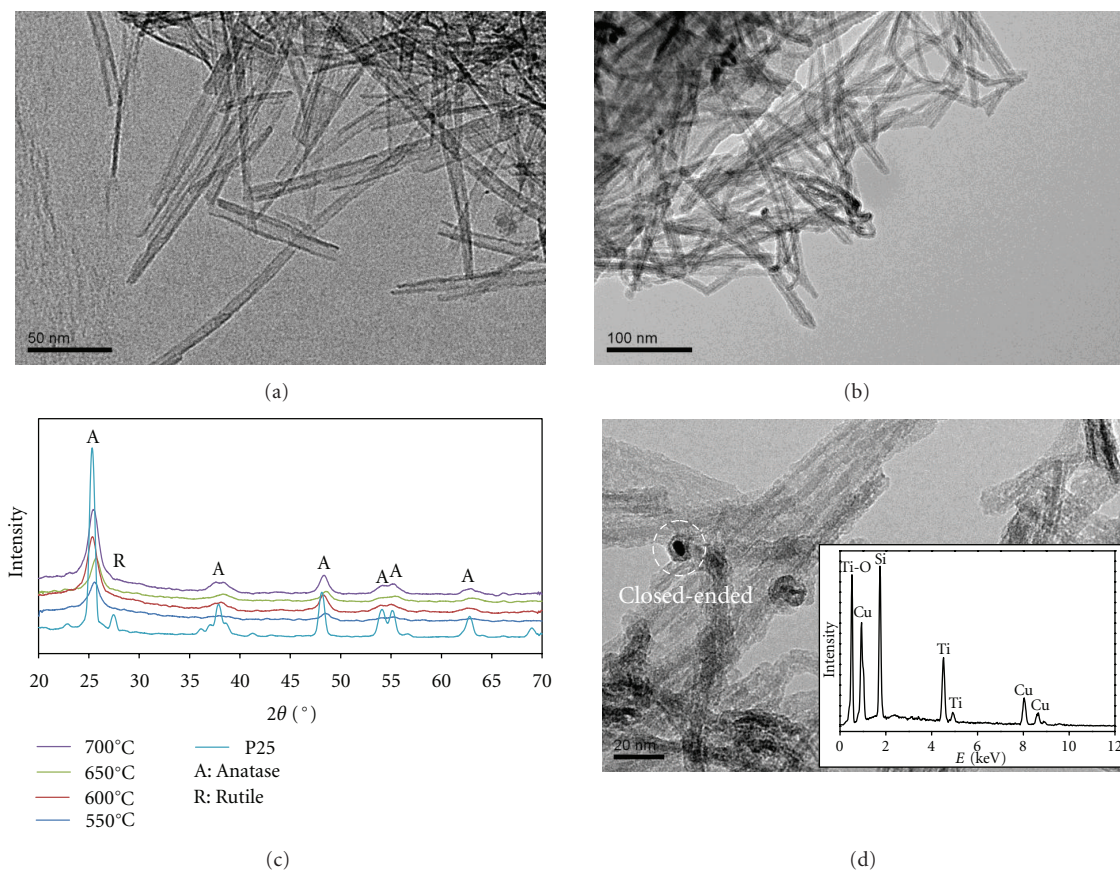 50 nm
100 nm
(a)
(b)
Intensity
A
R
A
A
A
A
A
20 25 30 35 40 45 50 55 60 65 70
2θ (°)
700°C
650°C
600°C
550°C
P25
A: Anatase
R: Rutile
(c)
Closed-ended
20 nm
Intensity
Ti-O
Si
Cu
Ti
Ti
Cu
Cu
0 2 4 6 8 10 12
E (keV)
(d)